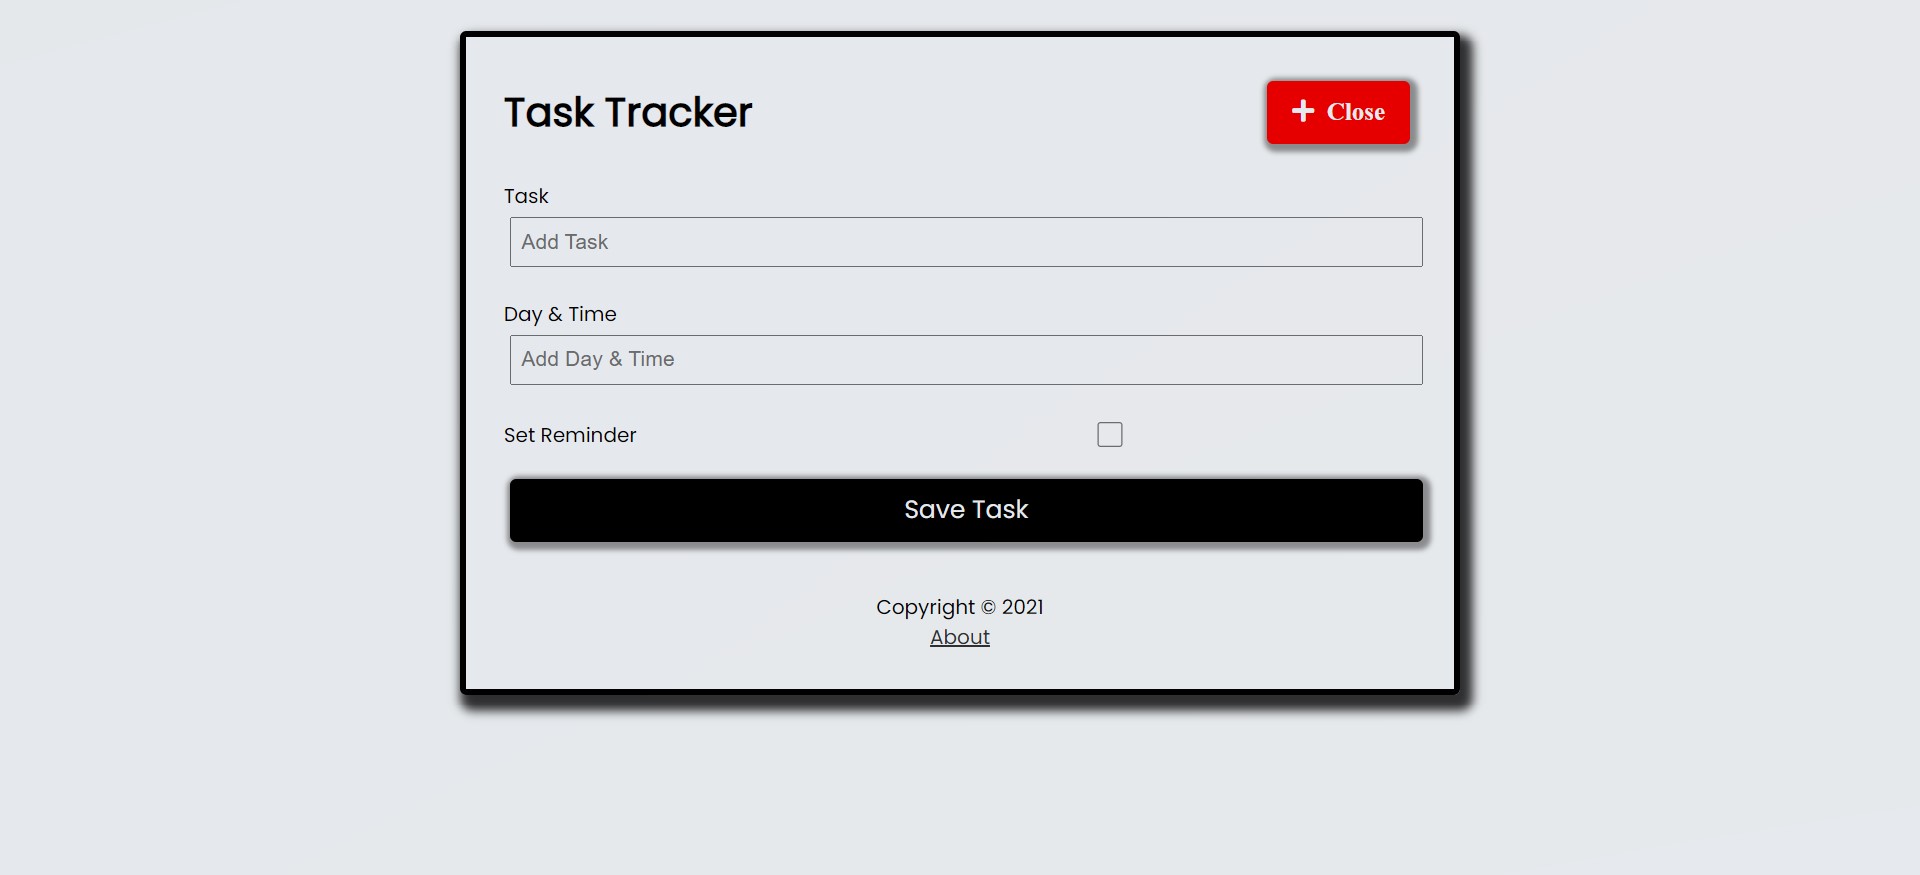 Task Tracker
Close
Task
Add Task
Day & Time
Add Day & Time
Set Reminder
Save Task
Copyright © 2021
About